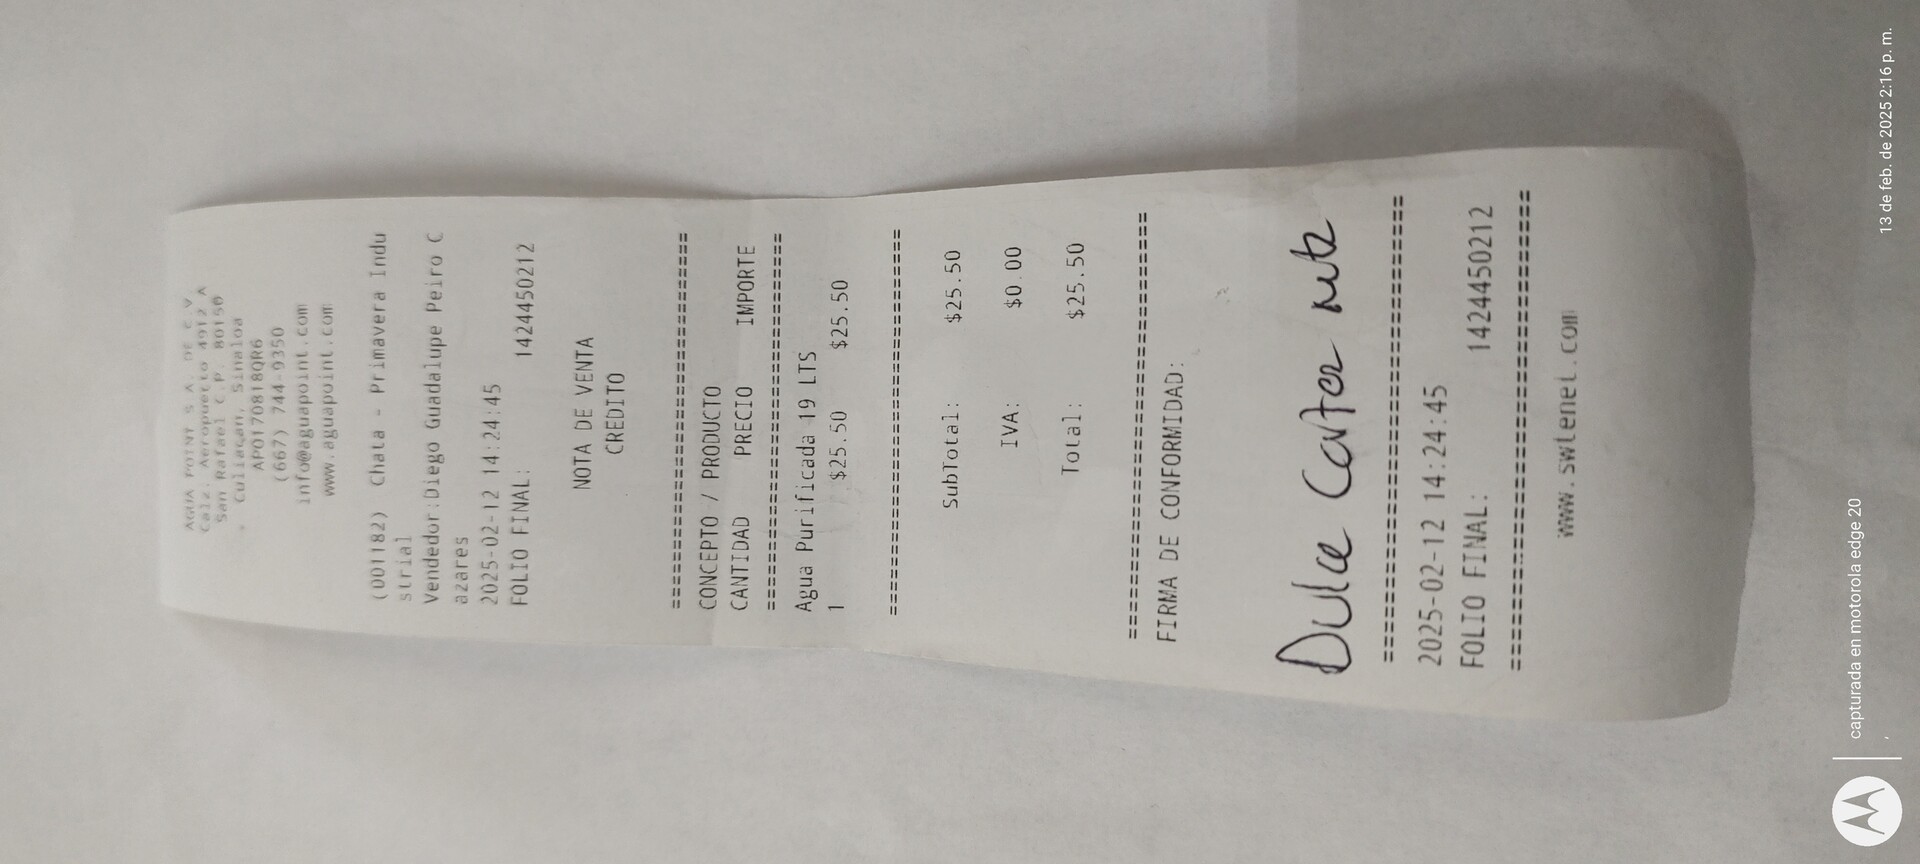 AGUA POINT S.A. DE C.V.
Calz. Aeropuerto 4912 A
San Rafael C.P. 80150
, Culiacan, Sinaloa
APO170818QR6
(667) 744-9350
info@aguapoint.com
www.aguapoint.com
(001182) Chata - Primavera Indu
strial
Vendedor:Diego Guadalupe Peiro C
azares
2025-02-12 14:24:45
FOLIO FINAL: 1424450212
NOTA DE VENTA
CREDITO
================================
CONCEPTO / PRODUCTO
CANTIDAD PRECIO IMPORTE
================================
Agua Purificada 19 LTS
1 $25.50 $25.50
================================
SubTotal: $25.50
IVA: $0.00
Total: $25.50
================================
FIRMA DE CONFORMIDAD:
Dulce
================================
2025-02-12 14:24:45
FOLIO FINAL: 1424450212
================================
www.swtenet.com
capturada en motorola edge 20
13 de feb. de 2025 2:16 p. m.